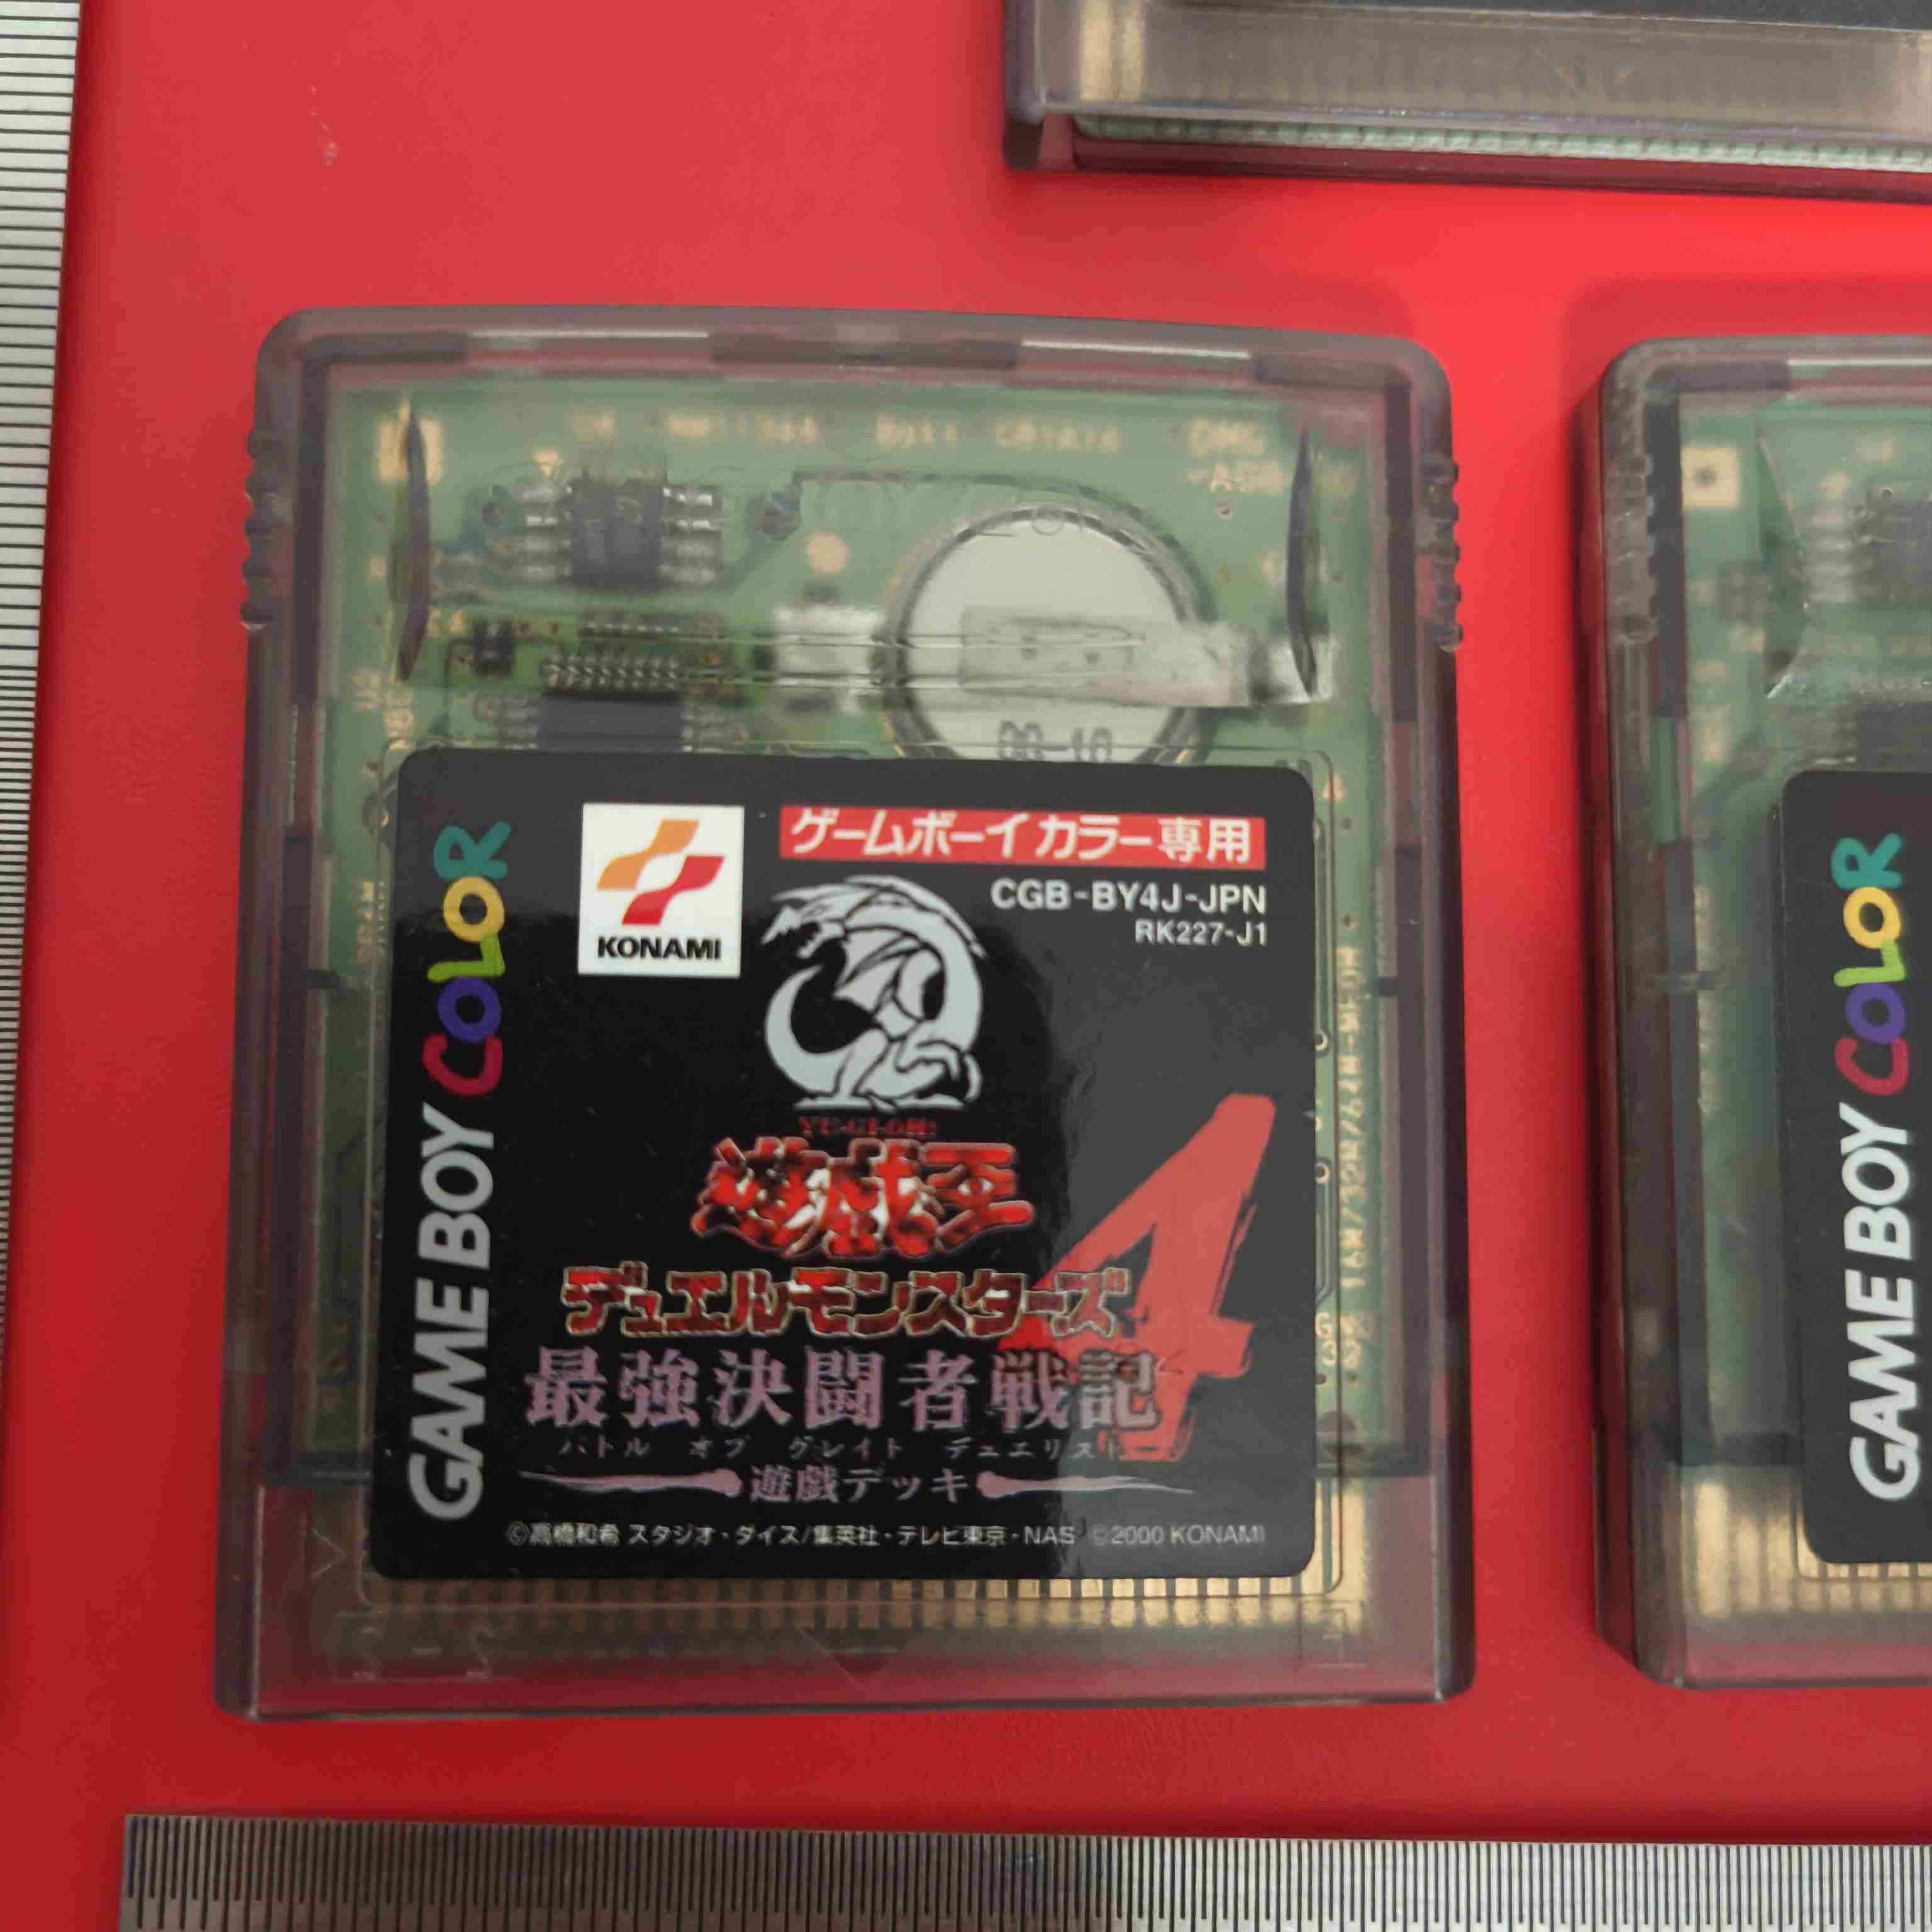 KONAMI
ゲームボーイカラー専用
CGB-BY4J-JPN
RK227-J1
GAME BOY COLOR
YU-GI-OH!
遊戯王
デュエルモンスターズ
4
最強決闘者戦記
バトル オブ グレイト デュエリスト
遊戯デッキ
©高橋和希 スタジオ・ダイス/集英社・テレビ東京・NAS ©2000 KONAMI
GAME BOY COLOR